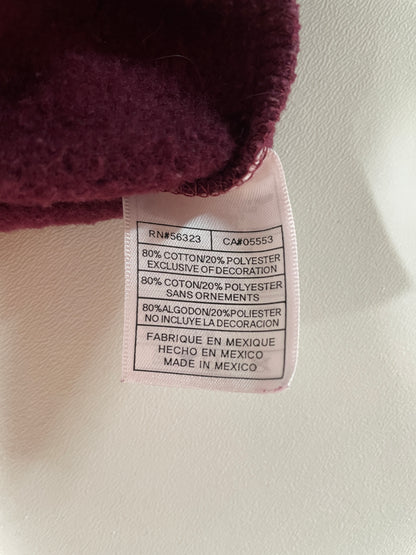 RN#56323 CA#05553
80% COTTON/20% POLYESTER
EXCLUSIVE OF DECORATION
80% COTON/20% POLYESTER
SANS ORNEMENTS
80%ALGODON/20%POLIESTER
NO INCLUYE LA DECORACION
FABRIQUE EN MEXIQUE
HECHO EN MEXICO
MADE IN MEXICO